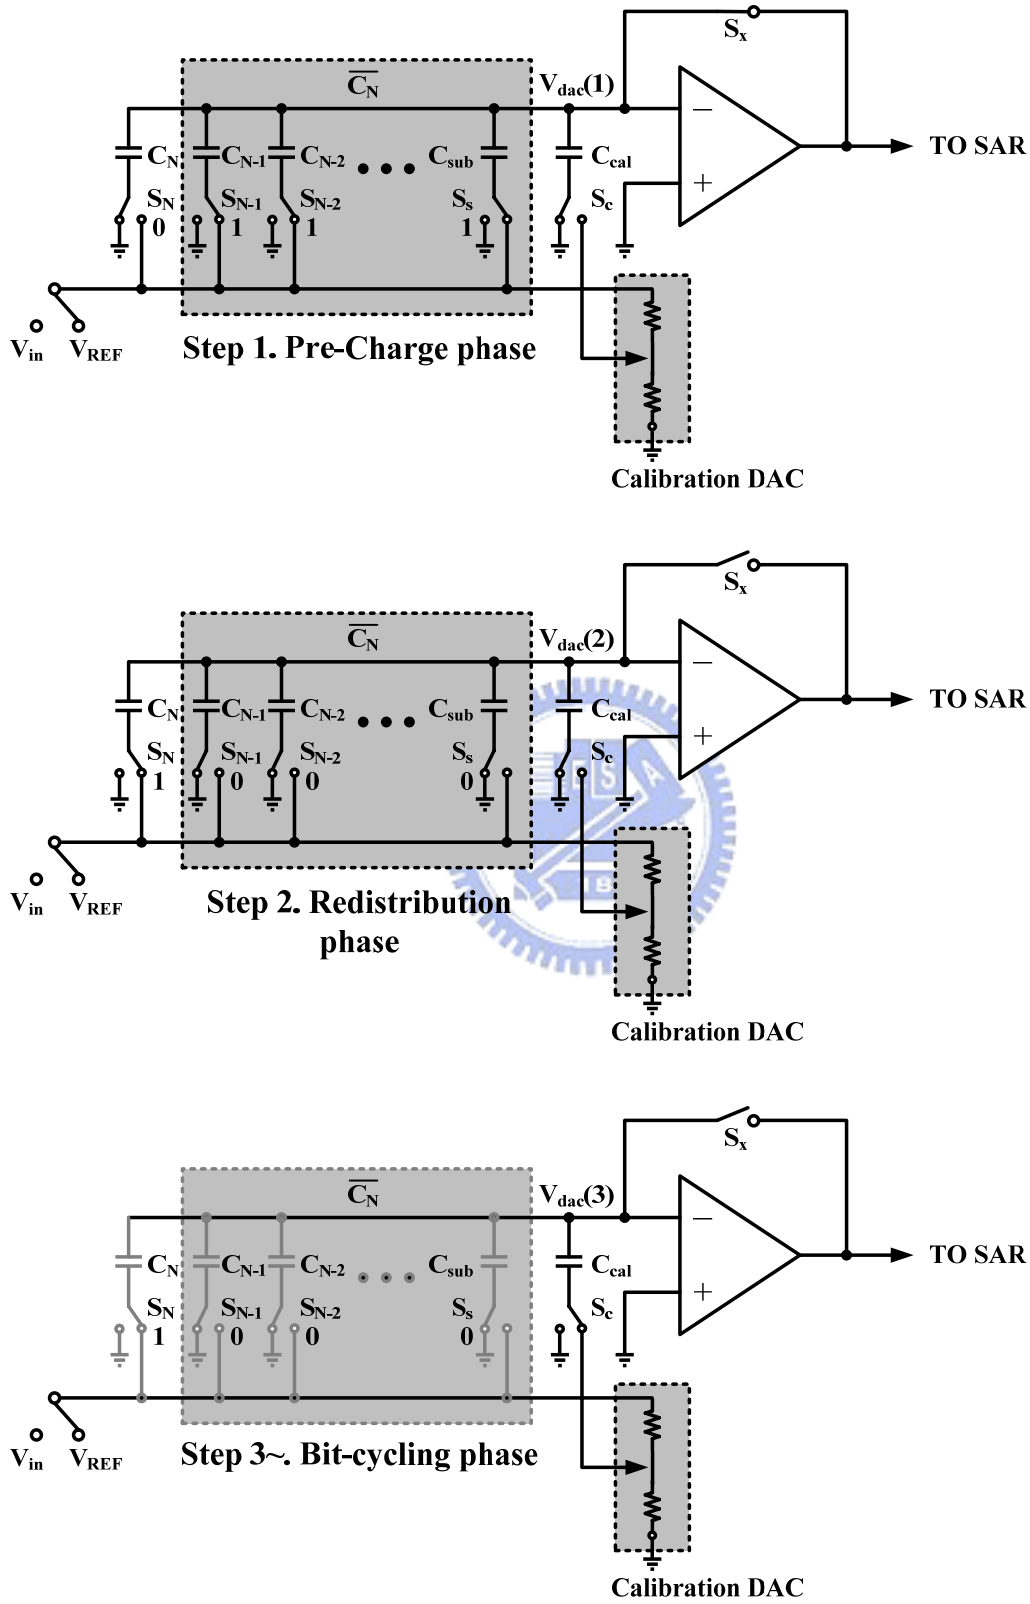 Sx
C̅N̅ Vdac(1)
CN CN-1 CN-2 Csub Ccal
− + TO SAR
SN SN-1 SN-2 Ss Sc
0 1 1 1
Vin VREF
Step 1. Pre-Charge phase
Calibration DAC
Sx
C̅N̅ Vdac(2)
CN CN-1 CN-2 Csub Ccal
− + TO SAR
SN SN-1 SN-2 Ss Sc
1 0 0 0
Vin VREF
Step 2. Redistribution
phase
Calibration DAC
Sx
C̅N̅ Vdac(3)
CN CN-1 CN-2 Csub Ccal
− + TO SAR
SN SN-1 SN-2 Ss Sc
1 0 0 0
Vin VREF
Step 3~. Bit-cycling phase
Calibration DAC